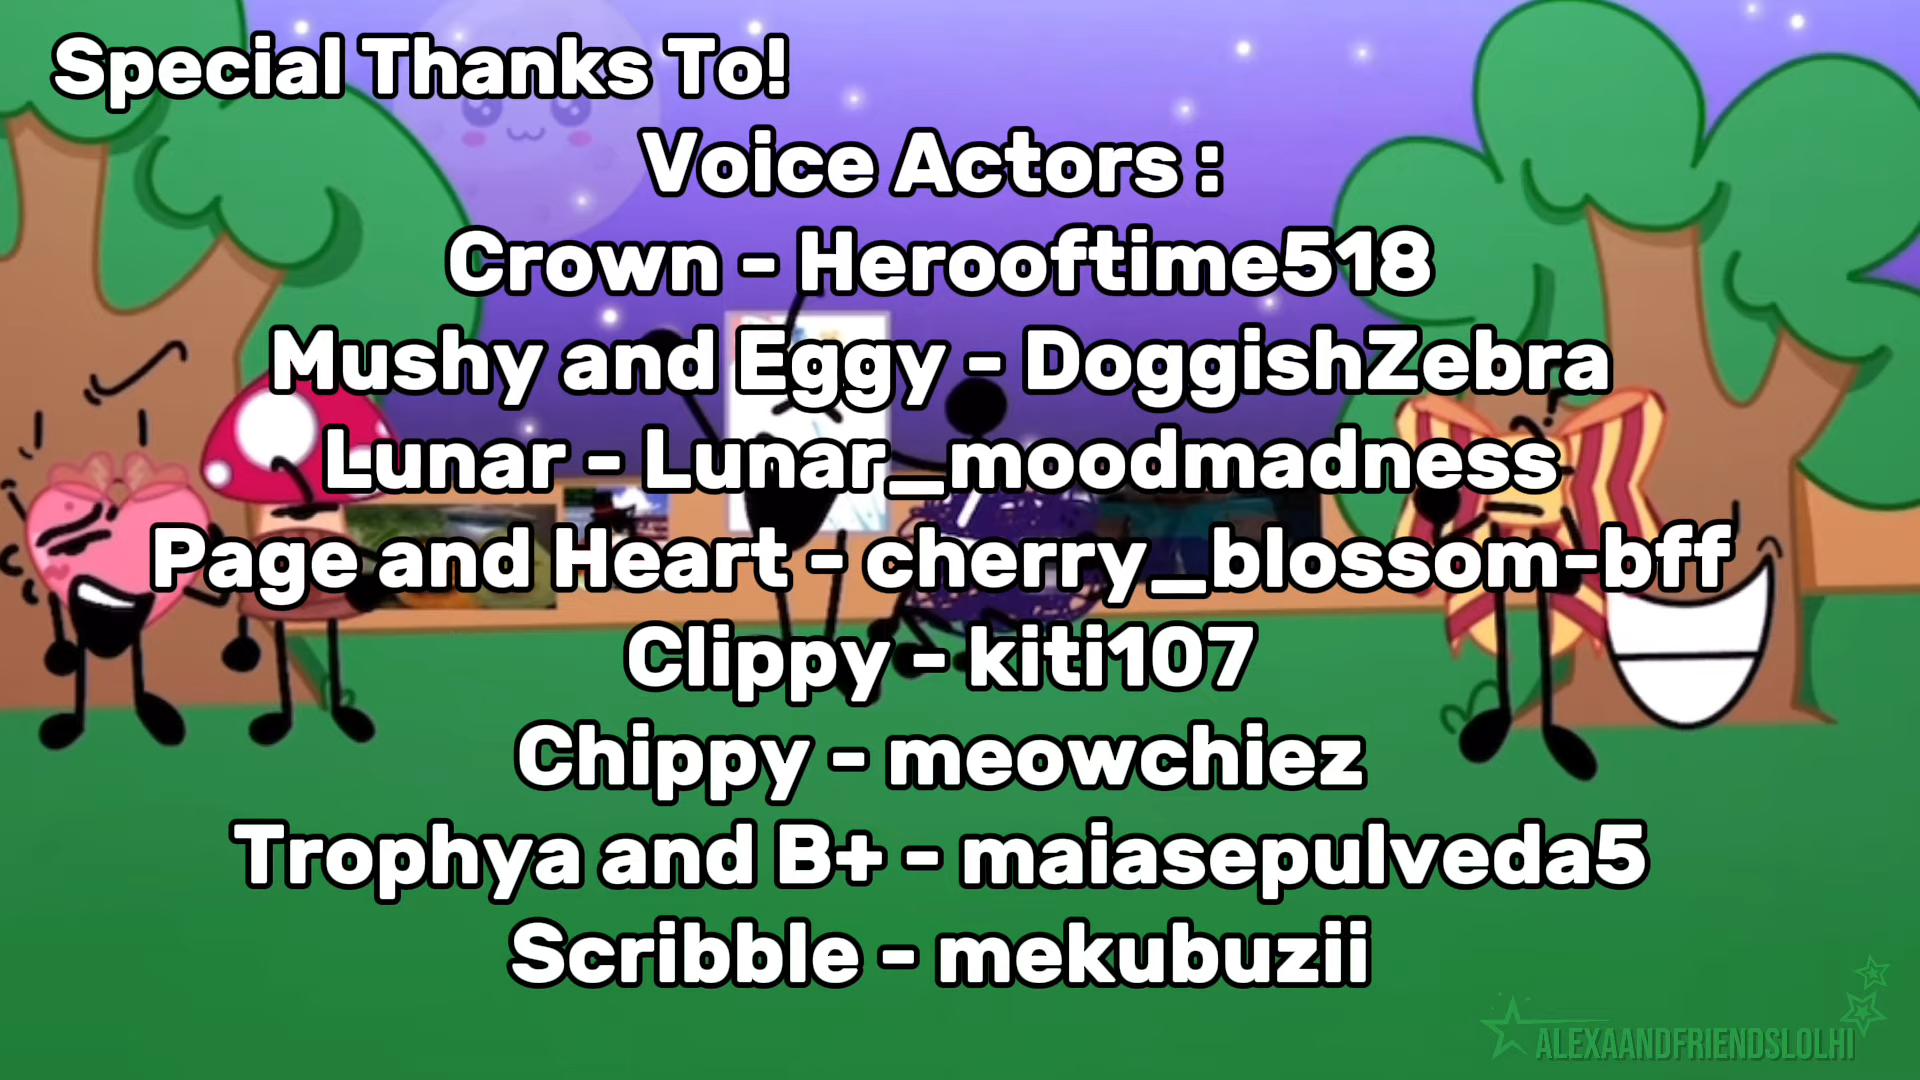 Special Thanks To!
Voice Actors :
Crown - Herooftime518
Mushy and Eggy - DoggishZebra
Lunar - Lunar_moodmadness
Page and Heart - cherry_blossom-bff
Clippy - kiti107
Chippy - meowchiez
Trophya and B+ - maiasepulveda5
Scribble - mekubuzii
ALEXAANDFRIENDSLOLHI